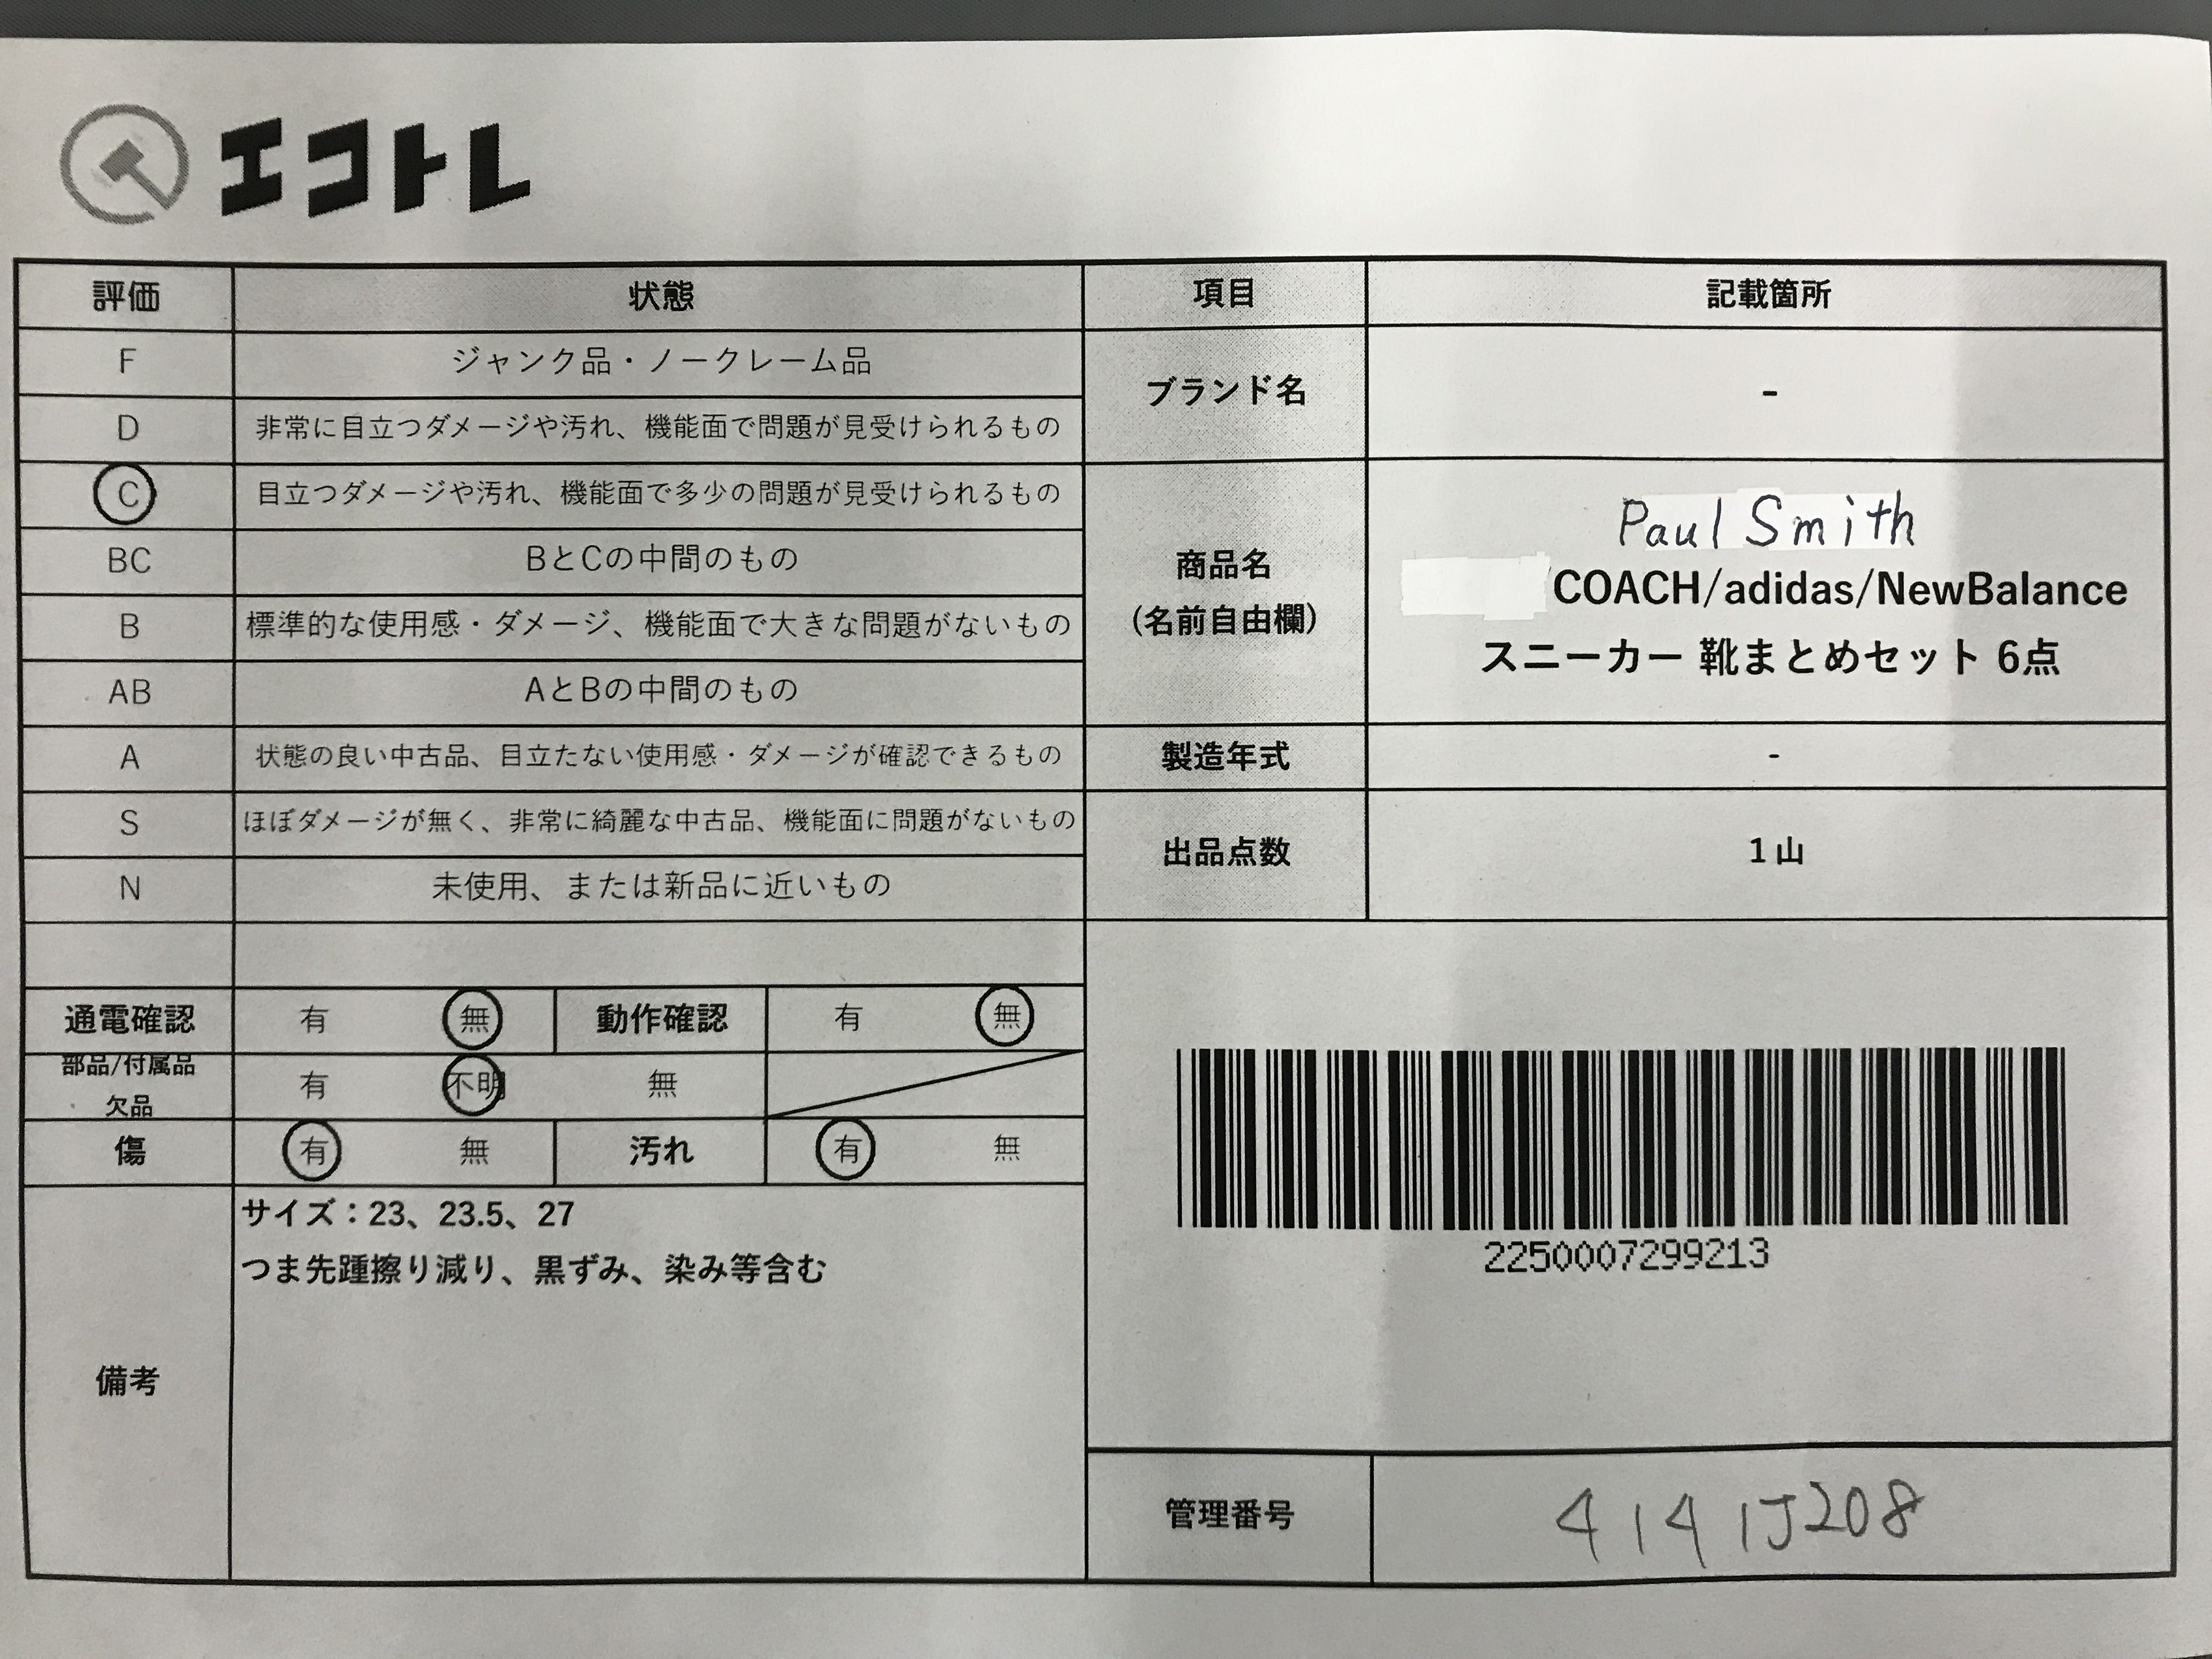 エコトレ
評価 状態 項目 記載箇所
F ジャンク品・ノークレーム品
D 非常に目立つダメージや汚れ、機能面で問題が見受けられるもの
ブランド名 -
C 目立つダメージや汚れ、機能面で多少の問題が見受けられるもの
BC BとCの中間のもの
B 標準的な使用感・ダメージ、機能面で大きな問題がないもの
AB AとBの中間のもの
商品名
(名前自由欄)
Paul Smith
COACH/adidas/NewBalance
スニーカー 靴まとめセット 6点
A 状態の良い中古品、目立たない使用感・ダメージが確認できるもの
製造年式 -
S ほぼダメージが無く、非常に綺麗な中古品、機能面に問題がないもの
N 未使用、または新品に近いもの
出品点数 1山
通電確認 有 無 動作確認 有 無
部品/付属品
欠品
有 不明 無
傷 有 無 汚れ 有 無
備考
サイズ：23、23.5、27
つま先踵擦り減り、黒ずみ、染み等含む
2250007299213
管理番号 4141J208